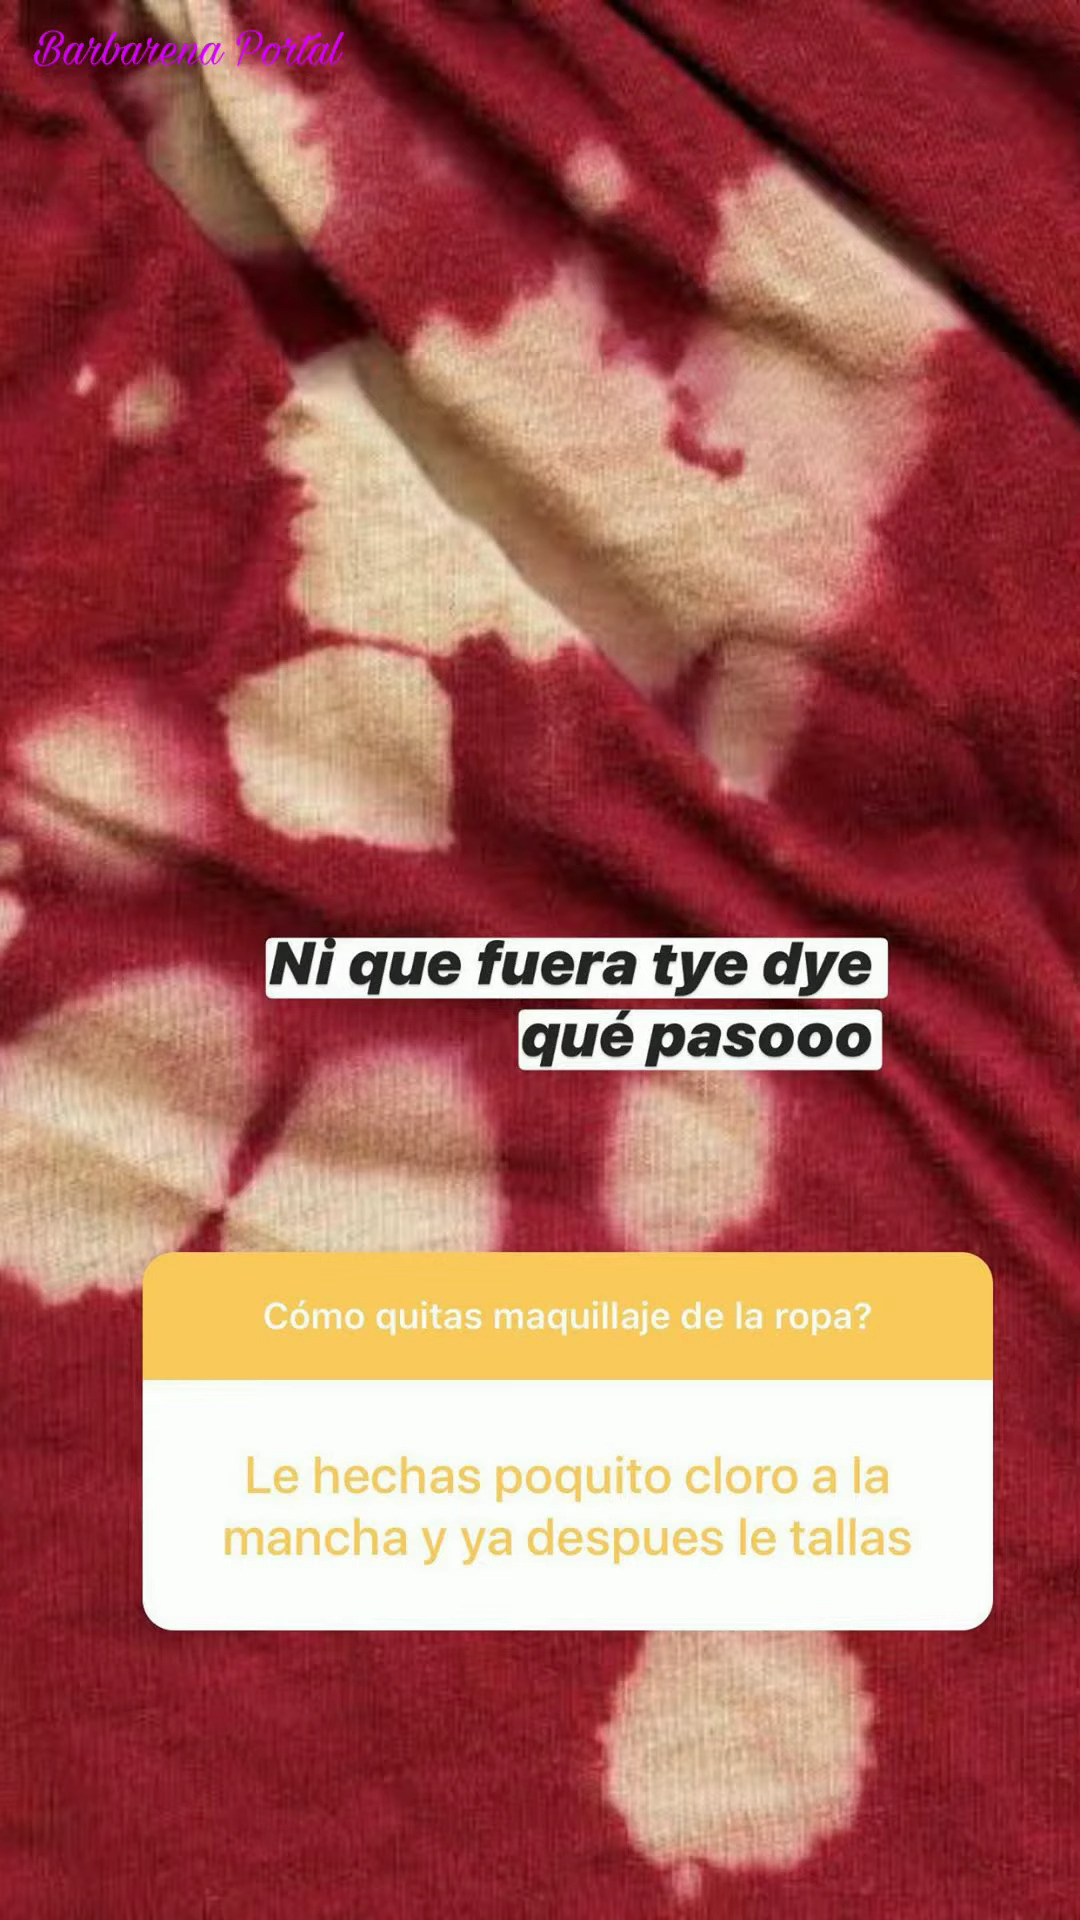 Barbarena Portal
Ni que fuera tye dye
qué pasooo
Cómo quitas maquillaje de la ropa?
Le hechas poquito cloro a la
mancha y ya despues le tallas